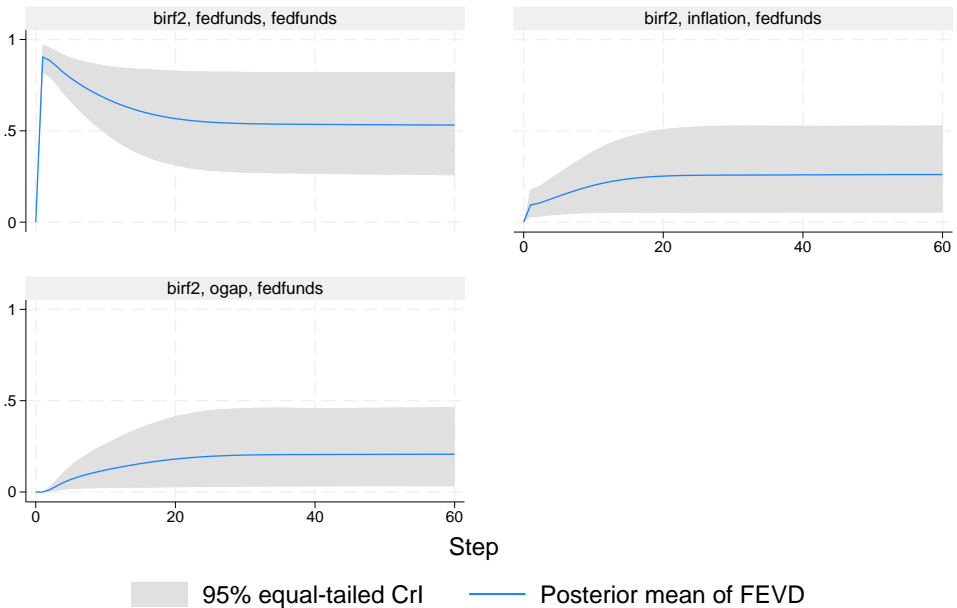 birf2, fedfunds, fedfunds
birf2, inflation, fedfunds
1
.5
0
0 20 40 60
birf2, ogap, fedfunds
1
.5
0
0 20 40 60
Step
95% equal-tailed CrI Posterior mean of FEVD